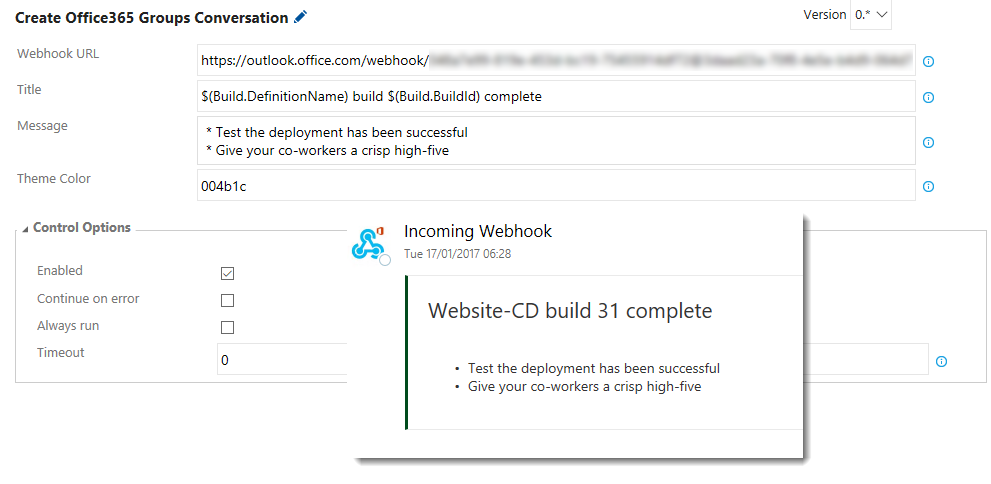 Create Office365 Groups Conversation
Version 0.*
Webhook URL
https://outlook.office.com/webhook/
Title
$(Build.DefinitionName) build $(Build.BuildId) complete
Message
* Test the deployment has been successful
* Give your co-workers a crisp high-five
Theme Color
004b1c
Control Options
Enabled
Continue on error
Always run
Timeout
0
Incoming Webhook
Tue 17/01/2017 06:28
Website-CD build 31 complete
• Test the deployment has been successful
• Give your co-workers a crisp high-five